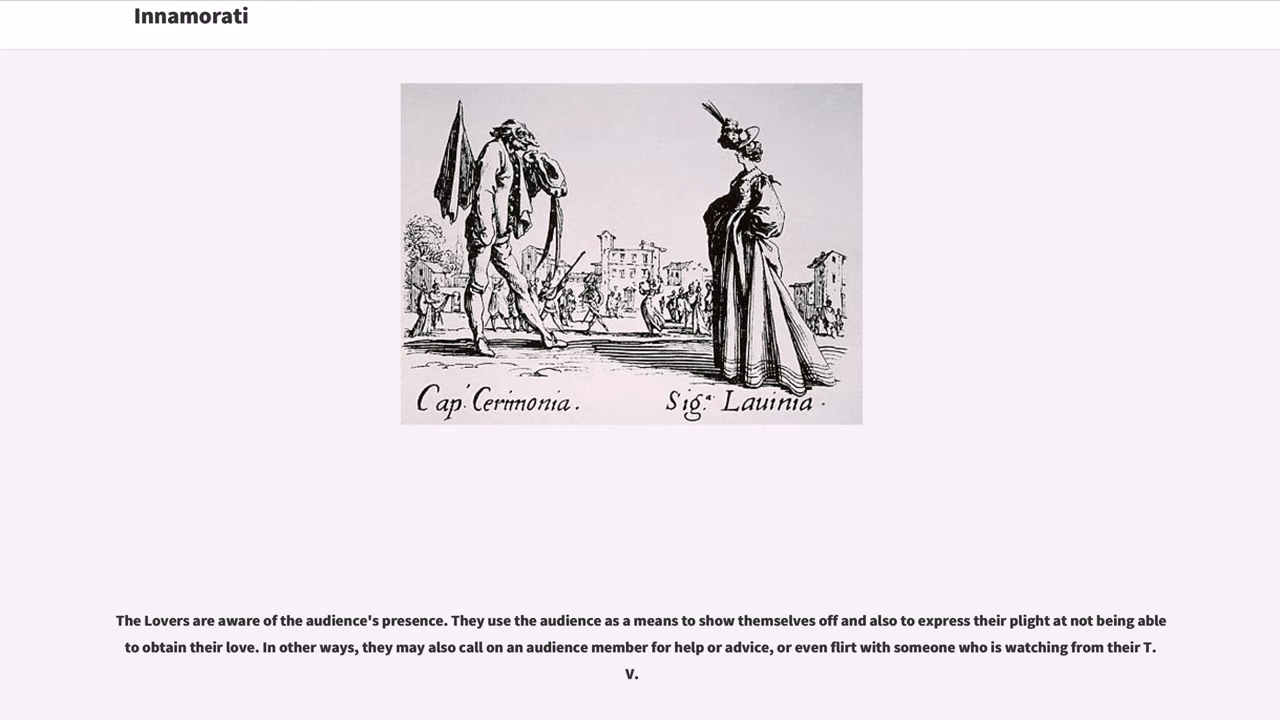 Innamorati
Cap. Cerimonia.
Sig.ª Lauinia.
The Lovers are aware of the audience's presence. They use the audience as a means to show themselves off and also to express their plight at not being able
to obtain their love. In other ways, they may also call on an audience member for help or advice, or even flirt with someone who is watching from their T.
V.